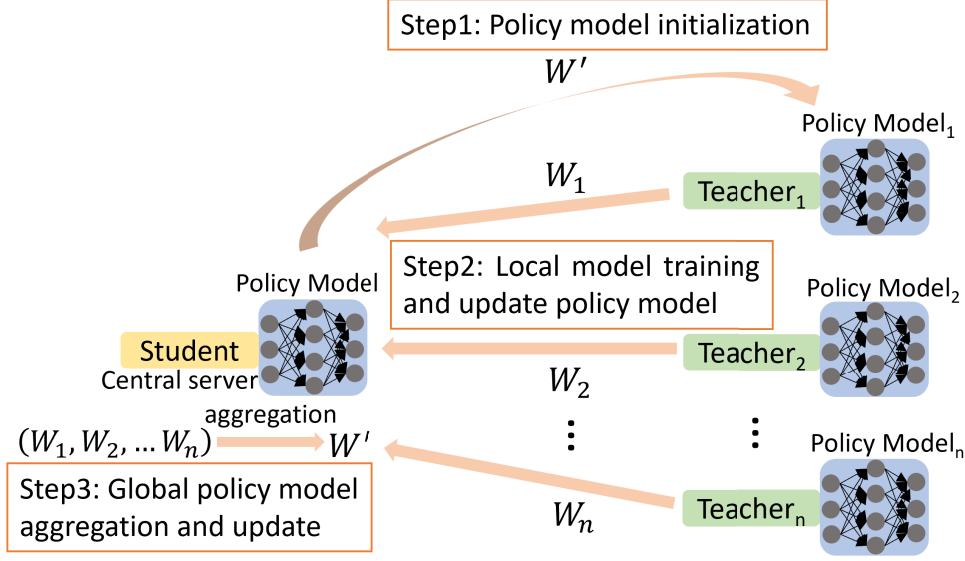 Step1: Policy model initialization
W'
Policy Model₁
W₁
Teacher₁
Step2: Local model training
and update policy model
Policy Model
Policy Model₂
Student
Teacher₂
Central server
W₂
aggregation
(W₁, W₂, … Wₙ)
W'
⋮
⋮
Policy Modelₙ
Step3: Global policy model
aggregation and update
Wₙ
Teacherₙ